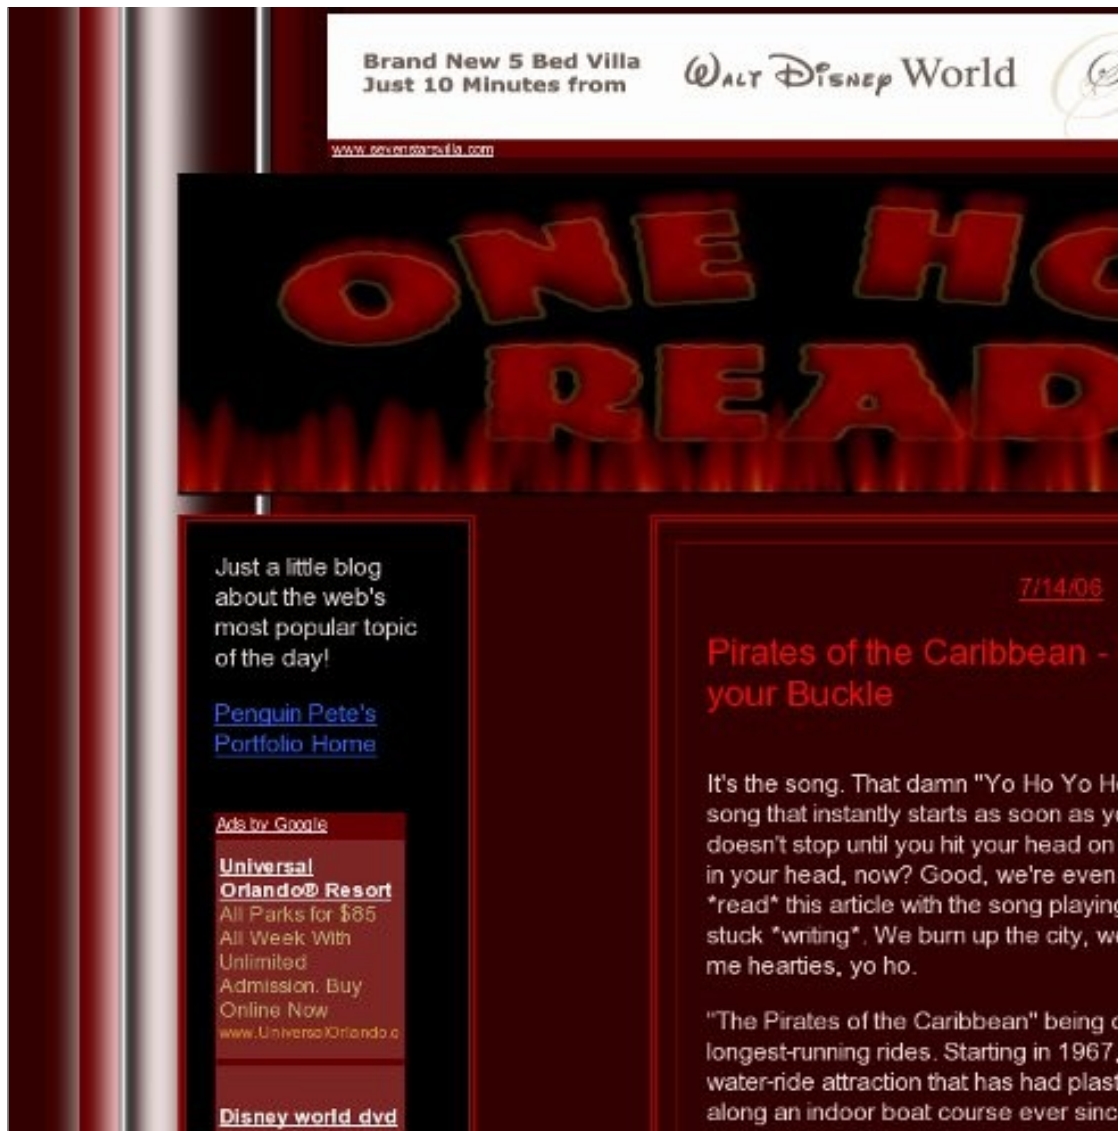 Brand New 5 Bed Villa
Just 10 Minutes from
WALT DISNEY World
www.sevenstarsvilla.com
ONE HO
READ
Just a little blog
about the web's
most popular topic
of the day!
Penguin Pete's
Portfolio Home
Ads by Google
Universal
Orlando® Resort
All Parks for $85
All Week With
Unlimited
Admission. Buy
Online Now
www.UniversalOrlando.c
Disney world dvd
7/14/06
Pirates of the Caribbean -
your Buckle
It's the song. That damn "Yo Ho Yo Ho
song that instantly starts as soon as yo
doesn't stop until you hit your head on
in your head, now? Good, we're even.
*read* this article with the song playing
stuck *writing*. We burn up the city, we
me hearties, yo ho.
"The Pirates of the Caribbean" being o
longest-running rides. Starting in 1967,
water-ride attraction that has had plast
along an indoor boat course ever sinc